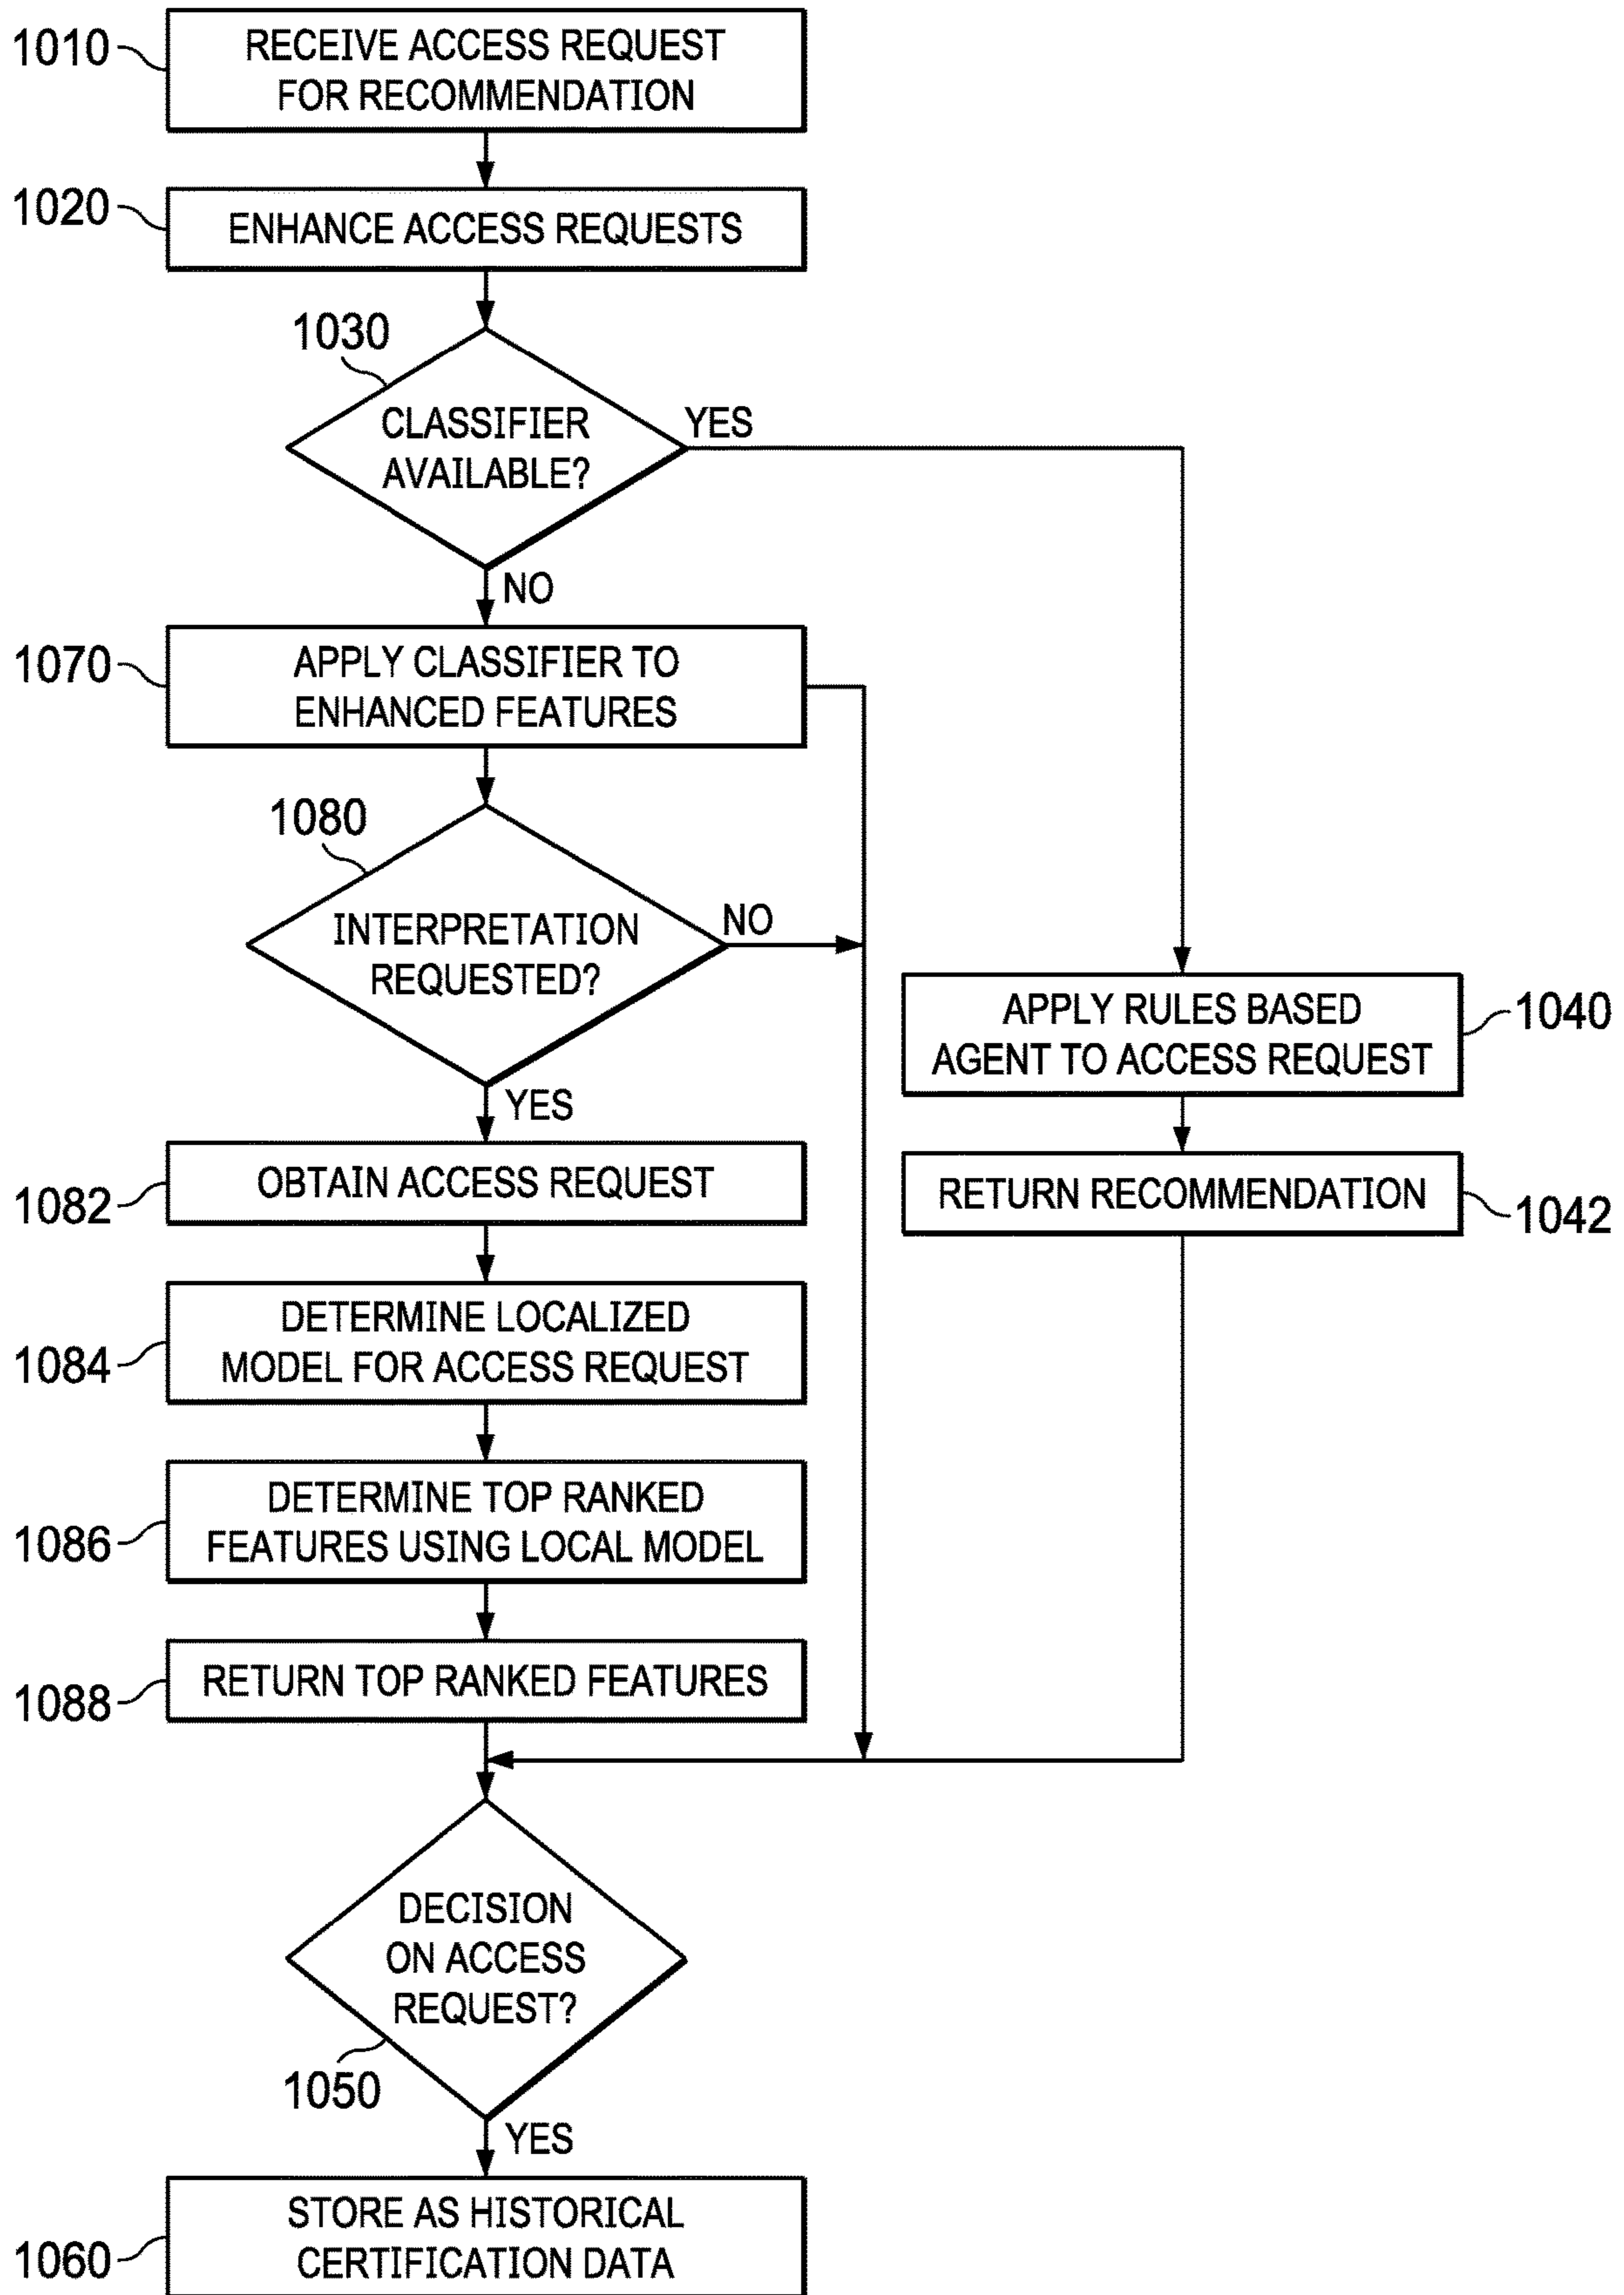 1010
RECEIVE ACCESS REQUEST
FOR RECOMMENDATION
1020
ENHANCE ACCESS REQUESTS
1030
CLASSIFIER
AVAILABLE?
YES
NO
1070
APPLY CLASSIFIER TO
ENHANCED FEATURES
1080
INTERPRETATION
REQUESTED?
NO
YES
APPLY RULES BASED
AGENT TO ACCESS REQUEST
1040
RETURN RECOMMENDATION
1042
1082
OBTAIN ACCESS REQUEST
1084
DETERMINE LOCALIZED
MODEL FOR ACCESS REQUEST
1086
DETERMINE TOP RANKED
FEATURES USING LOCAL MODEL
1088
RETURN TOP RANKED FEATURES
DECISION
ON ACCESS
REQUEST?
1050
YES
1060
STORE AS HISTORICAL
CERTIFICATION DATA